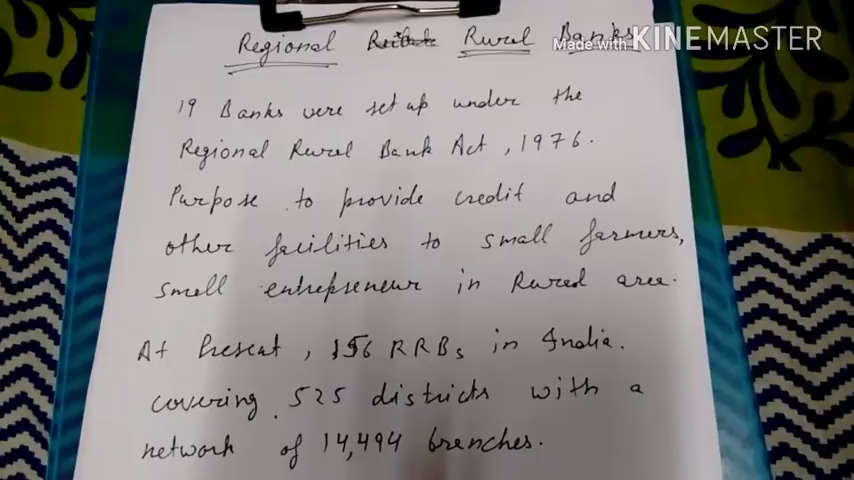 Regional Rural Banks
Made with KINEMASTER
19 Banks were set up under the
Regional Rural Bank Act, 1976.
Purpose to provide credit and
other facilities to small farmers,
small entrepreneur in Rural area.
At Present, 156 RRBs in India.
covering 525 districts with a
network of 14,494 branches.